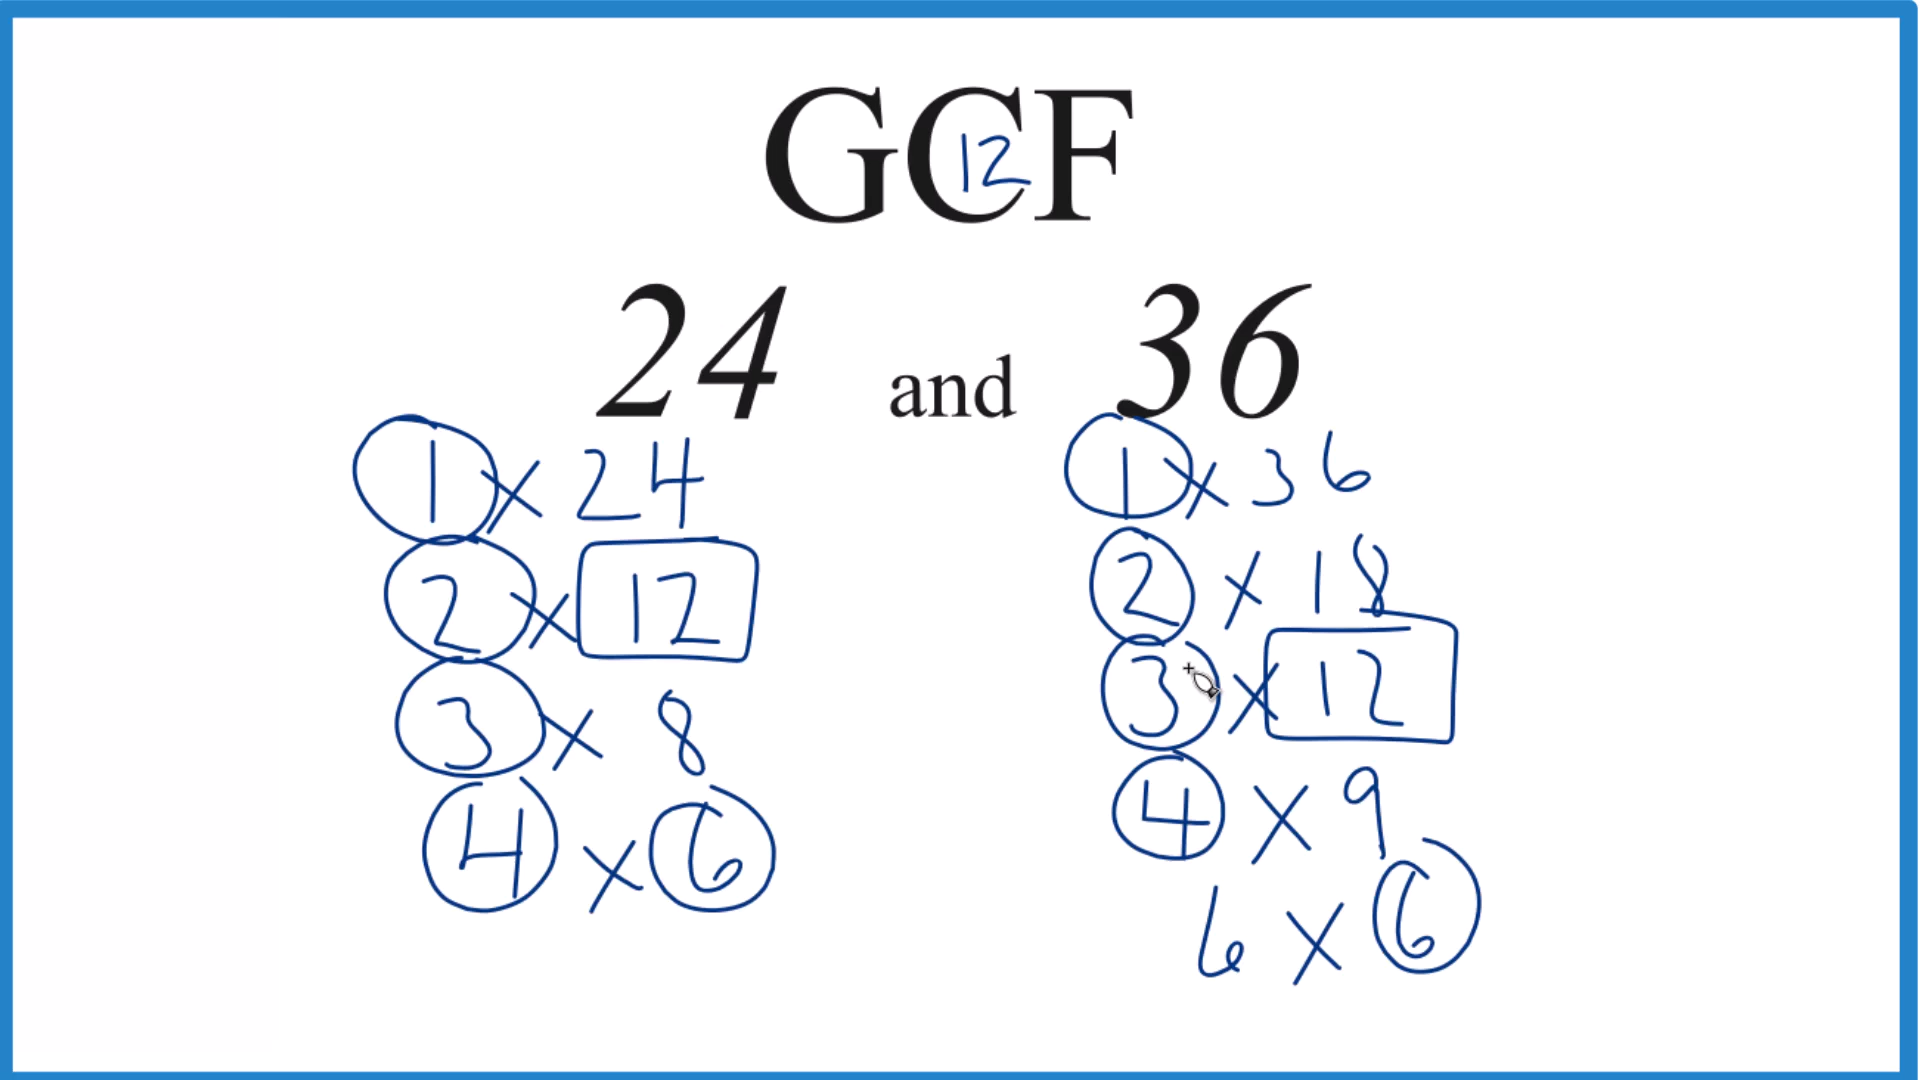 GCF
12
24 and 36
1 x 24
2 x 12
3 x 8
4 x 6
1 x 36
2 x 18
3 x 12
4 x 9
6 x 6